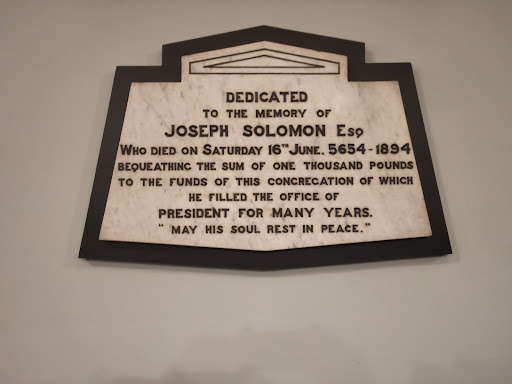 DEDICATED
TO THE MEMORY OF
JOSEPH SOLOMON ESQ
WHO DIED ON SATURDAY 16TH JUNE, 5654-1894
BEQUEATHING THE SUM OF ONE THOUSAND POUNDS
TO THE FUNDS OF THIS CONGREGATION OF WHICH
HE FILLED THE OFFICE OF
PRESIDENT FOR MANY YEARS.
"MAY HIS SOUL REST IN PEACE."